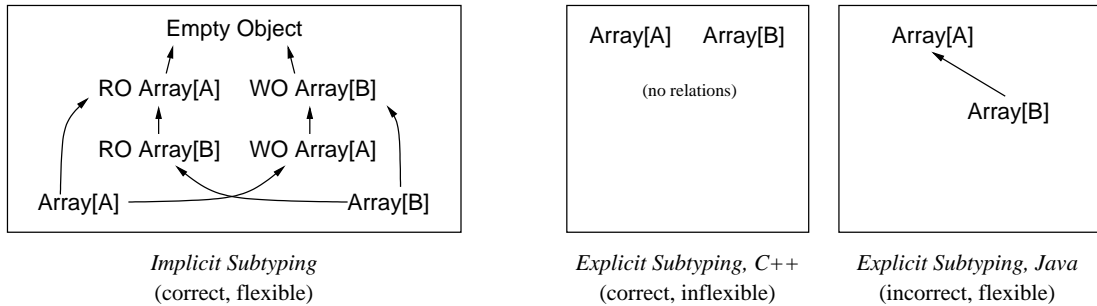 Empty Object
RO Array[A] WO Array[B]
RO Array[B] WO Array[A]
Array[A] Array[B]
Implicit Subtyping
(correct, flexible)
Array[A] Array[B]
(no relations)
Explicit Subtyping, C++
(correct, inflexible)
Array[A]
Array[B]
Explicit Subtyping, Java
(incorrect, flexible)